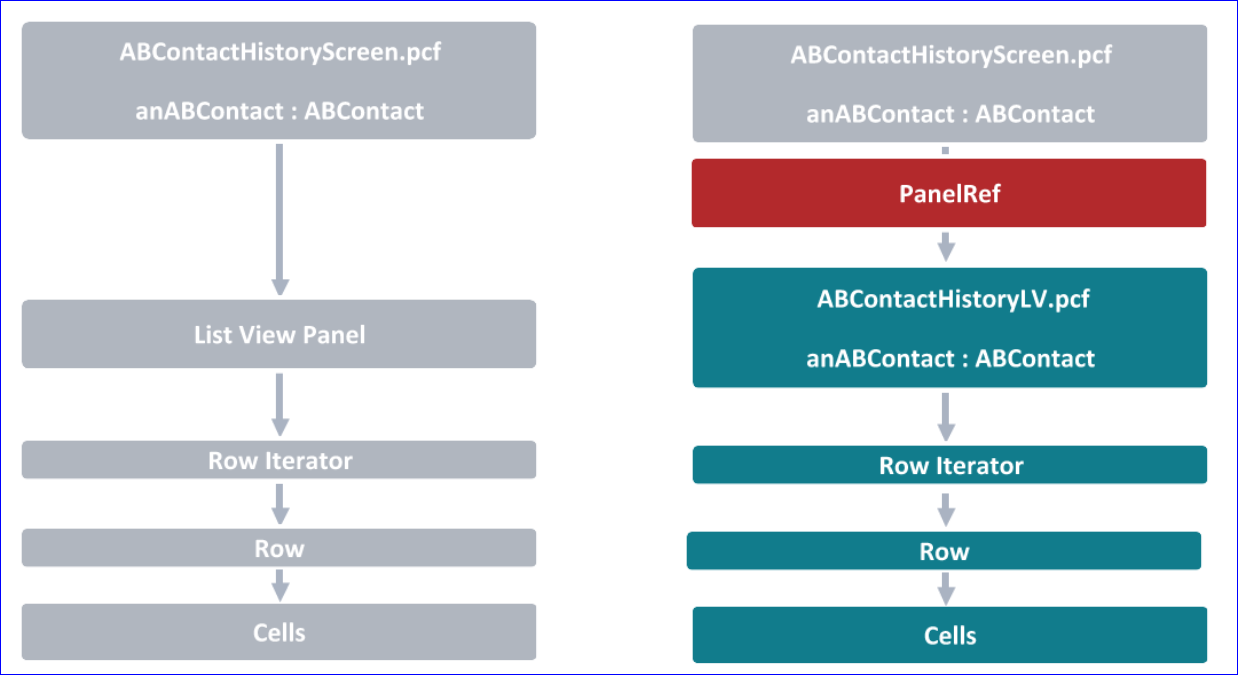 ABContactHistoryScreen.pcf
anABContact : ABContact
List View Panel
Row Iterator
Row
Cells
ABContactHistoryScreen.pcf
anABContact : ABContact
PanelRef
ABContactHistoryLV.pcf
anABContact : ABContact
Row Iterator
Row
Cells